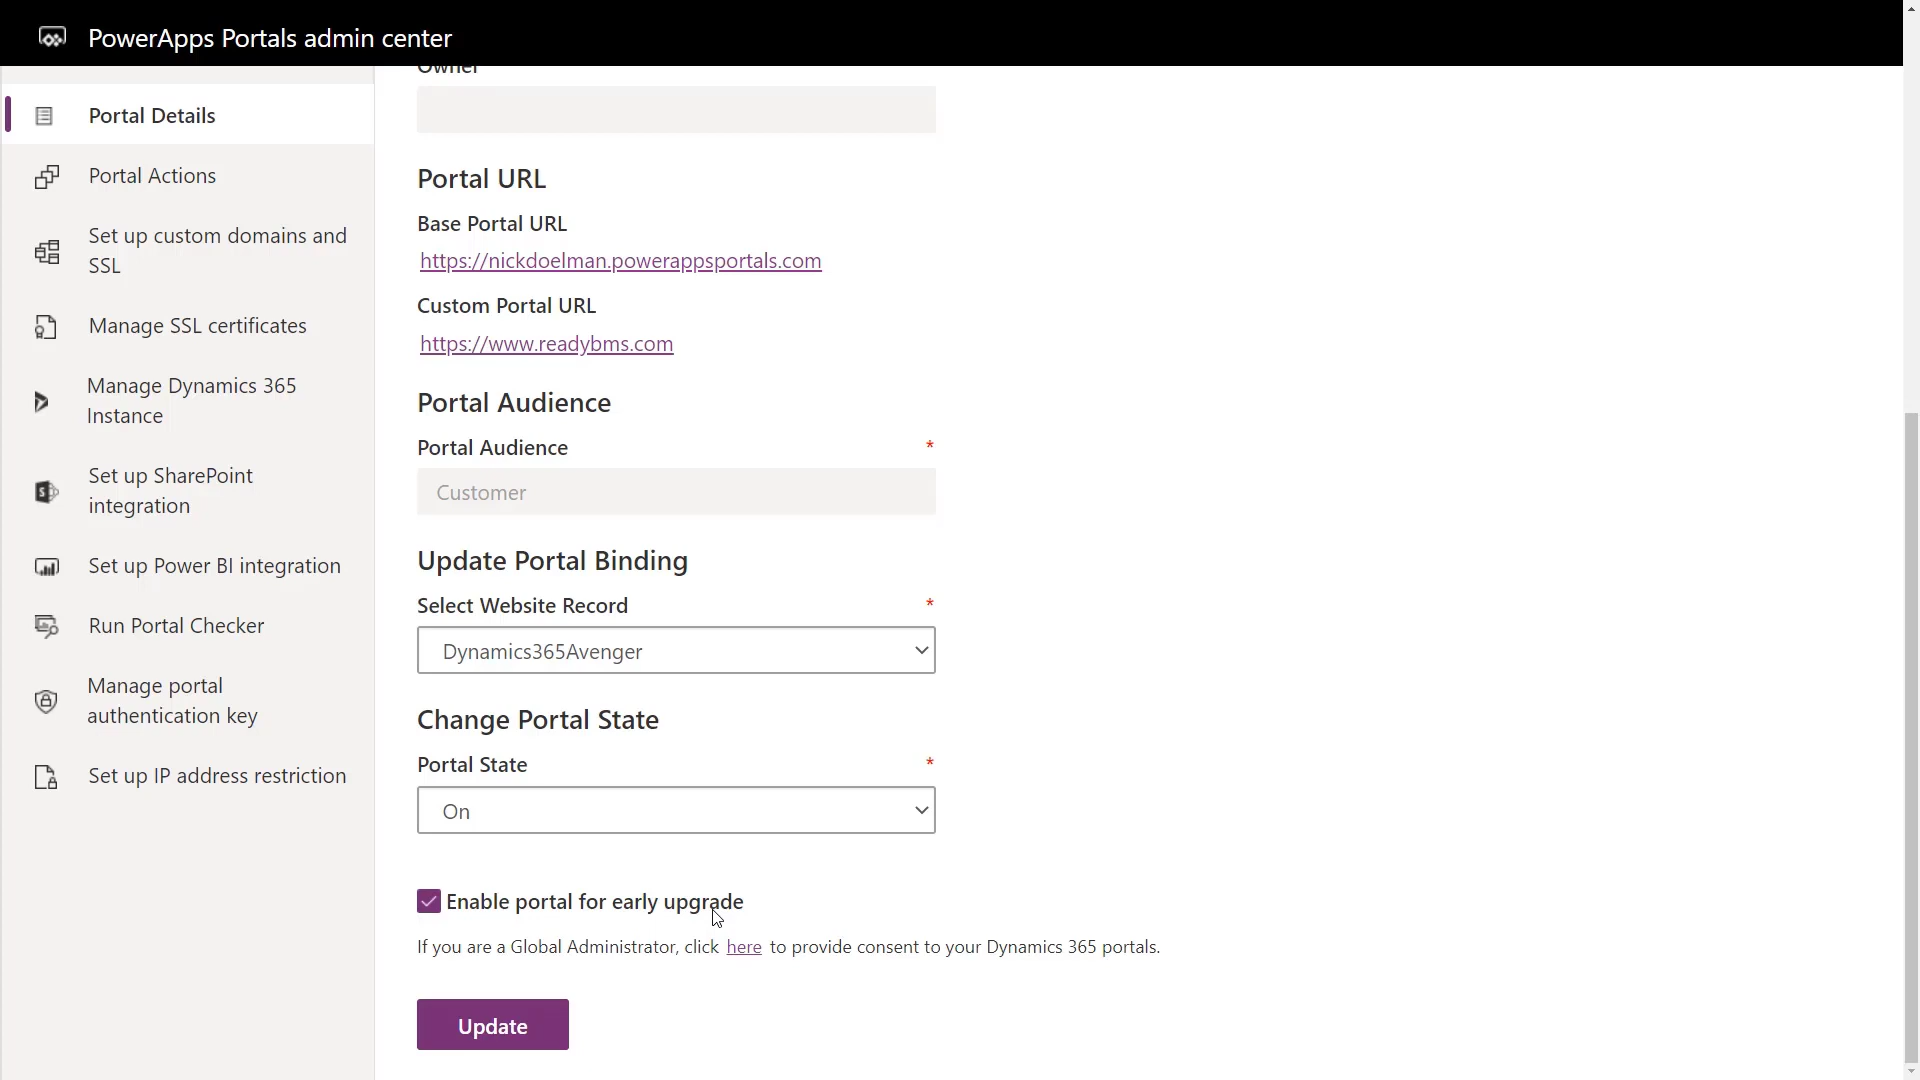 PowerApps Portals admin center
Owner
Portal Details
Portal Actions
Set up custom domains and
SSL
Manage SSL certificates
Manage Dynamics 365
Instance
Set up SharePoint
integration
Set up Power BI integration
Run Portal Checker
Manage portal
authentication key
Set up IP address restriction
Portal URL
Base Portal URL
https://nickdoelman.powerappsportals.com
Custom Portal URL
https://www.readybms.com
Portal Audience
Portal Audience *
Customer
Update Portal Binding
Select Website Record *
Dynamics365Avenger
Change Portal State
Portal State *
On
Enable portal for early upgrade
If you are a Global Administrator, click here to provide consent to your Dynamics 365 portals.
Update